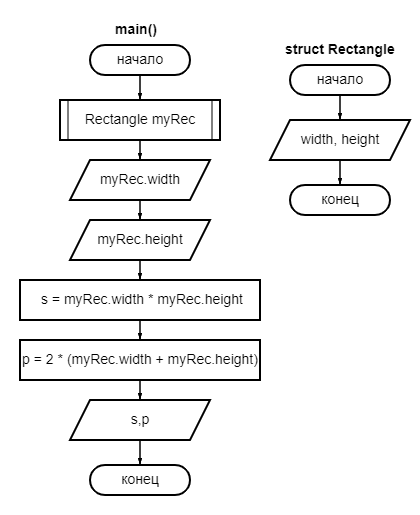 main()
начало
Rectangle myRec
myRec.width
myRec.height
s = myRec.width * myRec.height
p = 2 * (myRec.width + myRec.height)
s,p
конец
struct Rectangle
начало
width, height
конец